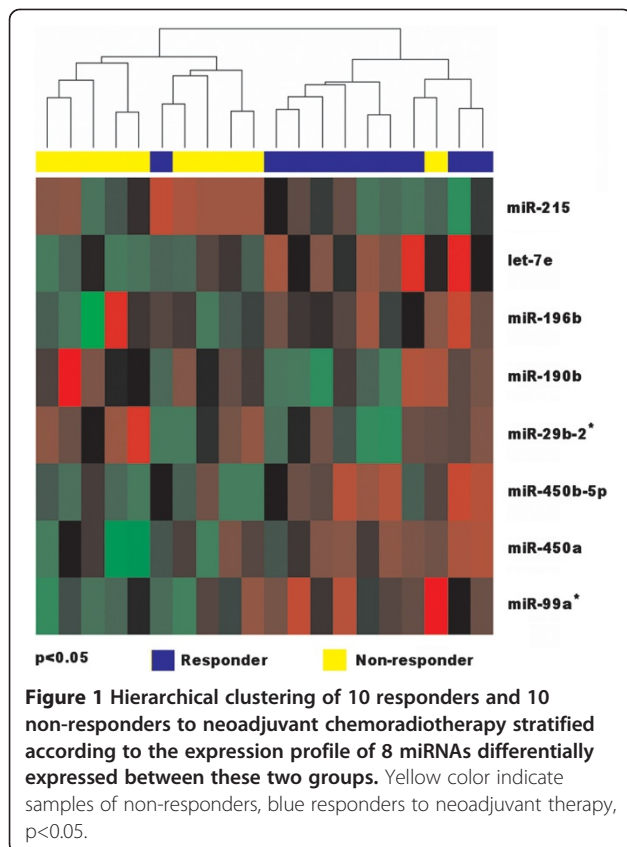 miR-215
let-7e
miR-196b
miR-190b
miR-29b-2*
miR-450b-5p
miR-450a
miR-99a*
p<0.05 Responder Non-responder
Figure 1 Hierarchical clustering of 10 responders and 10
non-responders to neoadjuvant chemoradiotherapy stratified
according to the expression profile of 8 miRNAs differentially
expressed between these two groups. Yellow color indicate
samples of non-responders, blue responders to neoadjuvant therapy,
p<0.05.